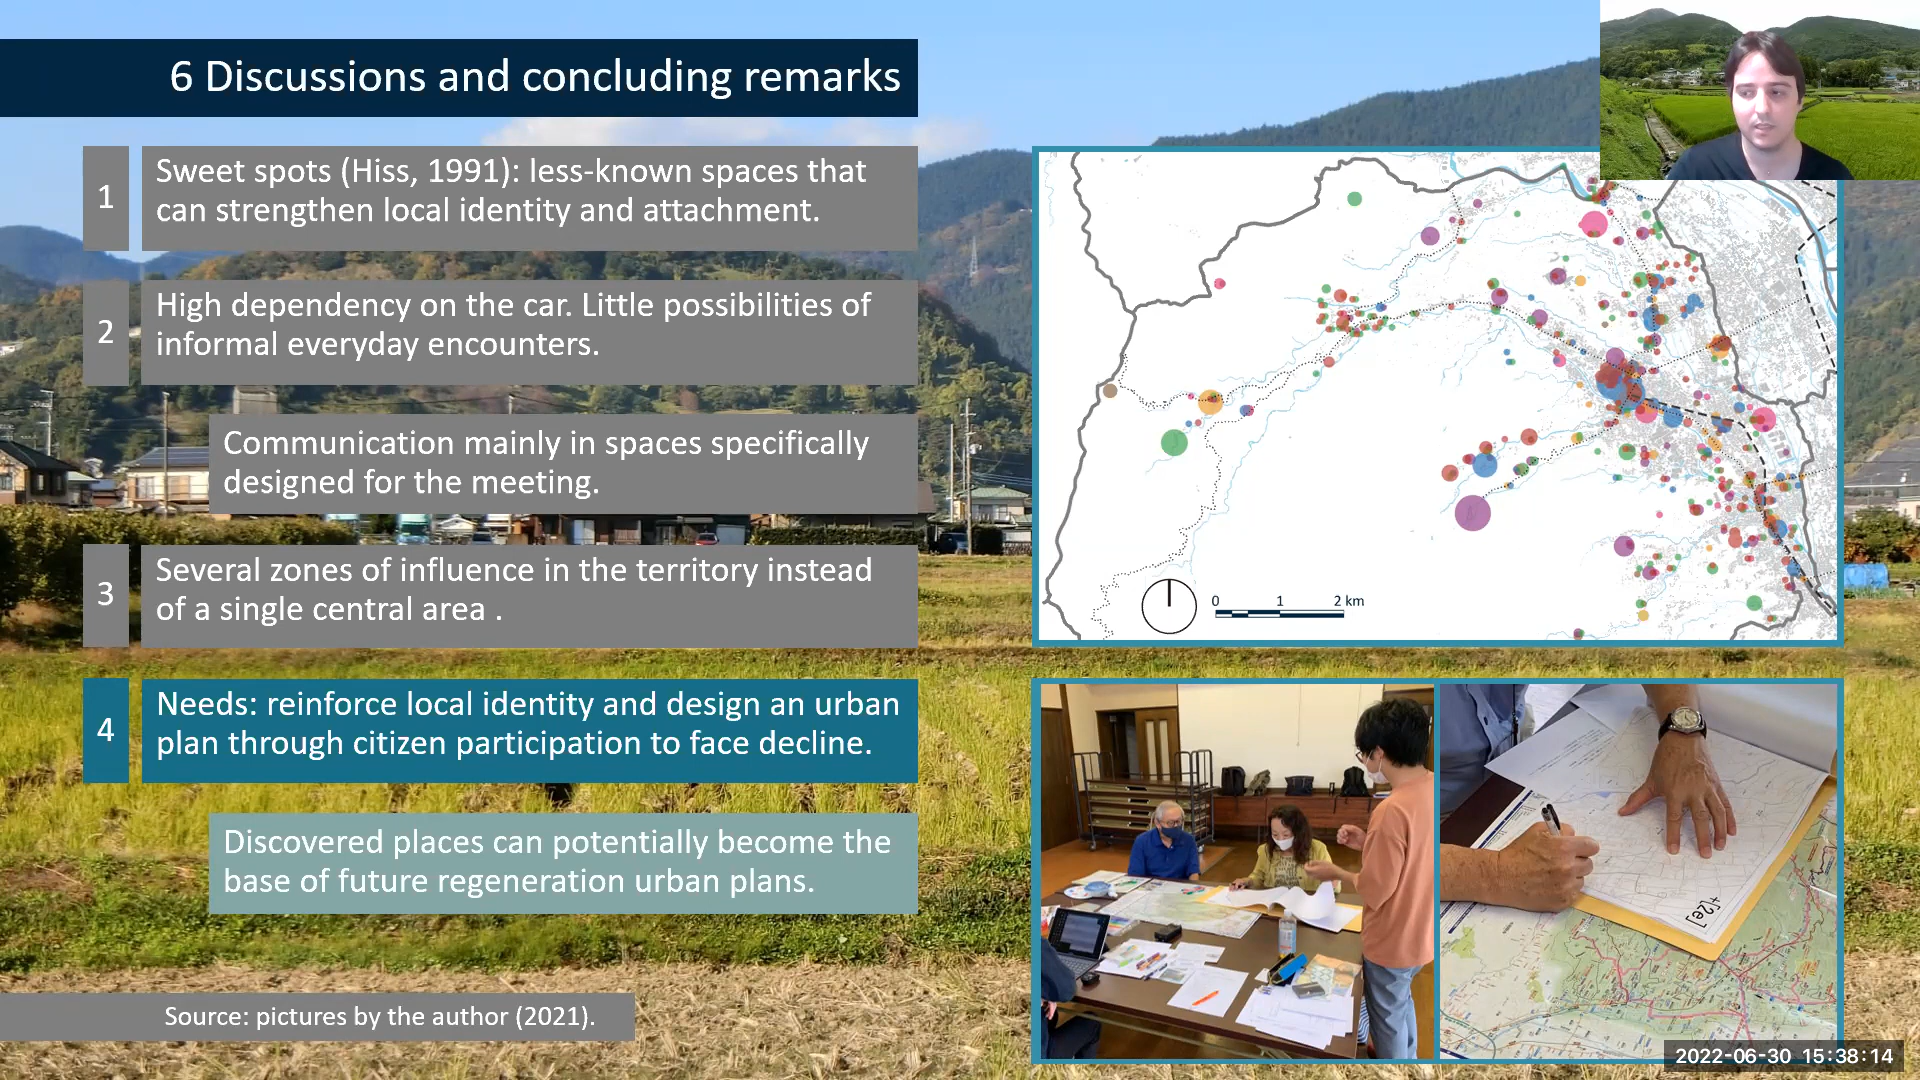 6 Discussions and concluding remarks
1
Sweet spots (Hiss, 1991): less-known spaces that
can strengthen local identity and attachment.
2
High dependency on the car. Little possibilities of
informal everyday encounters.
Communication mainly in spaces specifically
designed for the meeting.
3
Several zones of influence in the territory instead
of a single central area .
4
Needs: reinforce local identity and design an urban
plan through citizen participation to face decline.
Discovered places can potentially become the
base of future regeneration urban plans.
Source: pictures by the author (2021).
0 1 2 km
+[2e]
2022-06-30 15:38:14